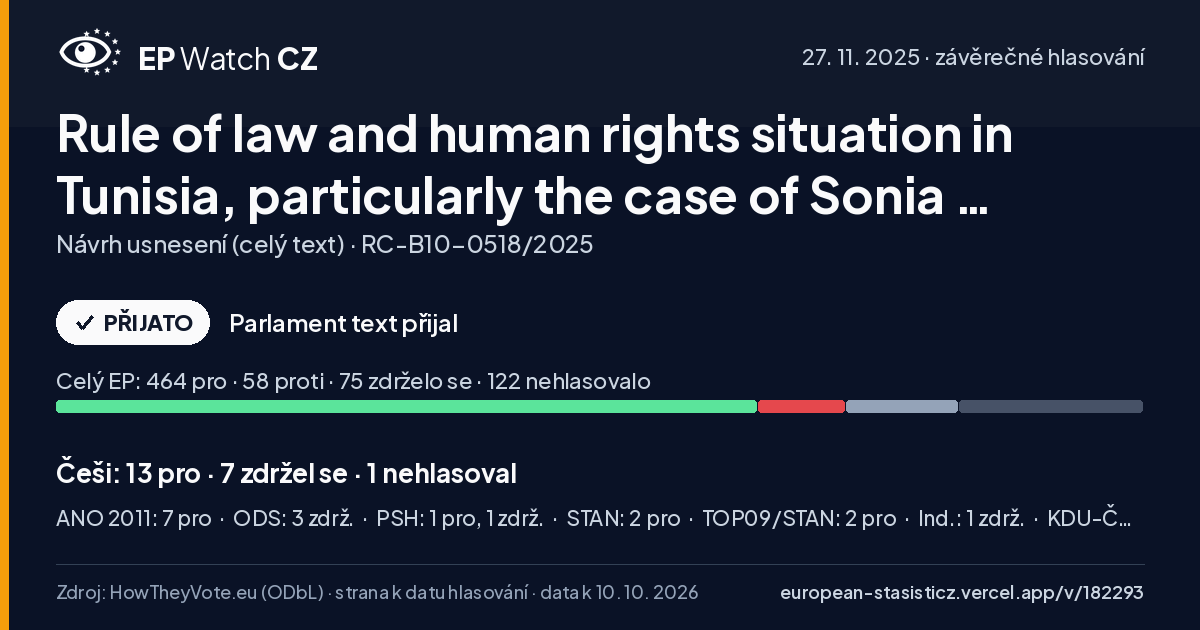 EP Watch CZ
27. 11. 2025 · závěrečné hlasování
Rule of law and human rights situation in
Tunisia, particularly the case of Sonia ...
Návrh usnesení (celý text) · RC-B10-0518/2025
✓ PŘIJATO
Parlament text přijal
Celý EP: 464 pro · 58 proti · 75 zdrželo se · 122 nehlasovalo
Češi: 13 pro · 7 zdržel se · 1 nehlasoval
ANO 2011: 7 pro · ODS: 3 zdrž. · PSH: 1 pro, 1 zdrž. · STAN: 2 pro · TOP09/STAN: 2 pro · Ind.: 1 zdrž. · KDU-Č...
Zdroj: HowTheyVote.eu (ODbL) · strana k datu hlasování · data k 10. 10. 2026
european-stasisticz.vercel.app/v/182293